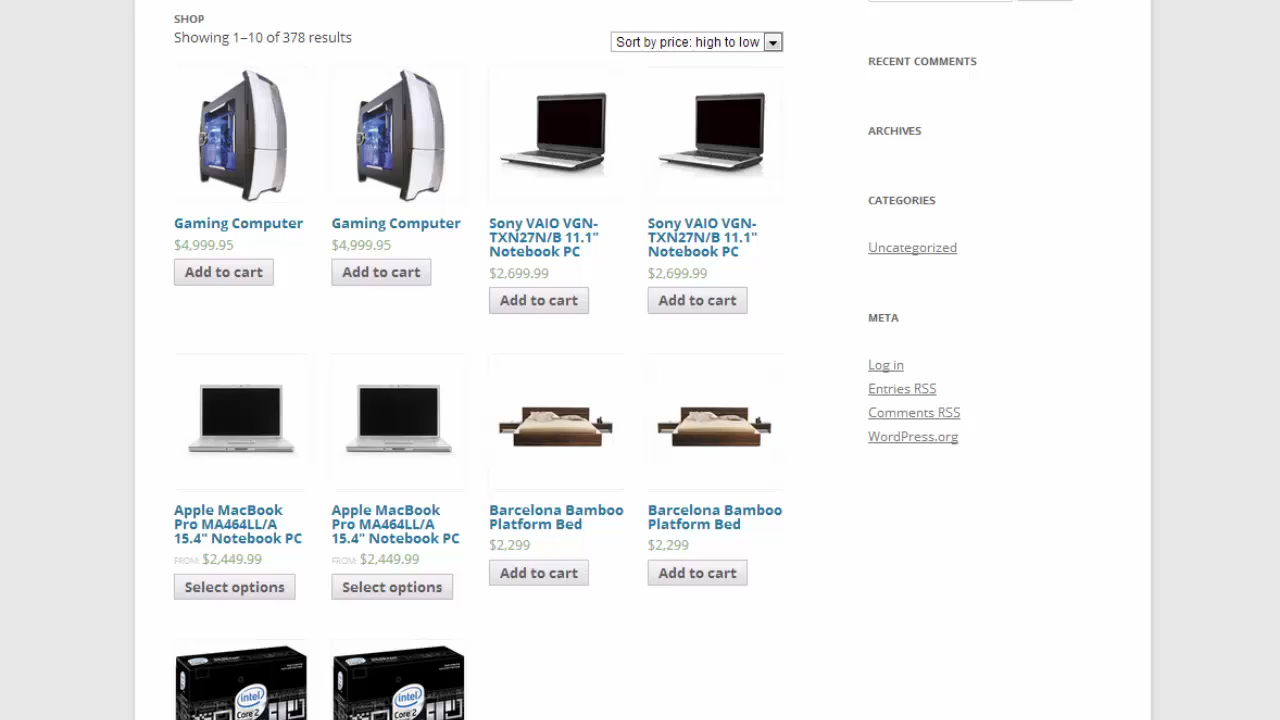 SHOP
Showing 1–10 of 378 results
Sort by price: high to low
Gaming Computer
$4,999.95
Add to cart
Gaming Computer
$4,999.95
Add to cart
Sony VAIO VGN-
TXN27N/B 11.1"
Notebook PC
$2,699.99
Add to cart
Sony VAIO VGN-
TXN27N/B 11.1"
Notebook PC
$2,699.99
Add to cart
Apple MacBook
Pro MA464LL/A
15.4" Notebook PC
FROM: $2,449.99
Select options
Apple MacBook
Pro MA464LL/A
15.4" Notebook PC
FROM: $2,449.99
Select options
Barcelona Bamboo
Platform Bed
$2,299
Add to cart
Barcelona Bamboo
Platform Bed
$2,299
Add to cart
intel
Core 2
intel
Core 2
RECENT COMMENTS
ARCHIVES
CATEGORIES
Uncategorized
META
Log in
Entries RSS
Comments RSS
WordPress.org